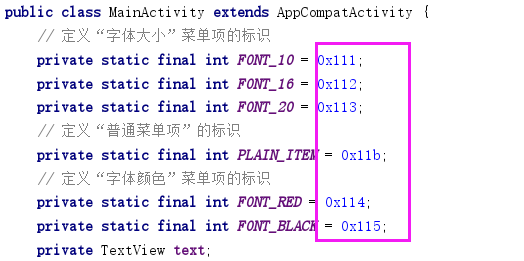 public class MainActivity extends AppCompatActivity {
// 定义“字体大小”菜单项的标识
private static final int FONT_10 = 0x111;
private static final int FONT_16 = 0x112;
private static final int FONT_20 = 0x113;
// 定义“普通菜单项”的标识
private static final int PLAIN_ITEM = 0x11b;
// 定义“字体颜色”菜单项的标识
private static final int FONT_RED = 0x114;
private static final int FONT_BLACK = 0x115;
private TextView text;